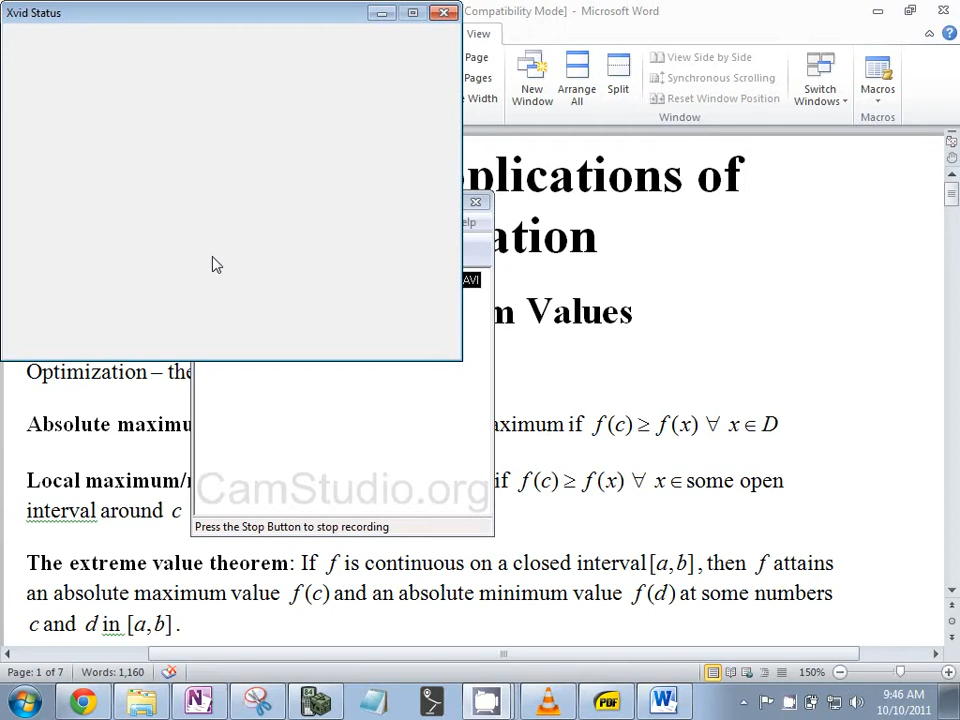 Xvid Status
Compatibility Mode] - Microsoft Word
View
Page
Pages
Width
New
Window
Arrange
All
Split
View Side by Side
Synchronous Scrolling
Reset Window Position
Window
Switch
Windows
Macros
Macros
plications of
ation
m Values
elp
AVI
Optimization – the
Absolute maximu
aximum if f(c) ≥ f(x) ∀ x ∈ D
Local maximum/r
if f(c) ≥ f(x) ∀ x ∈ some open
interval around c
CamStudio.org
Press the Stop Button to stop recording
The extreme value theorem: If f is continuous on a closed interval [a,b], then f attains
an absolute maximum value f(c) and an absolute minimum value f(d) at some numbers
c and d in [a,b].
Page: 1 of 7
Words: 1,160
150%
9:46 AM
10/10/2011
PDF